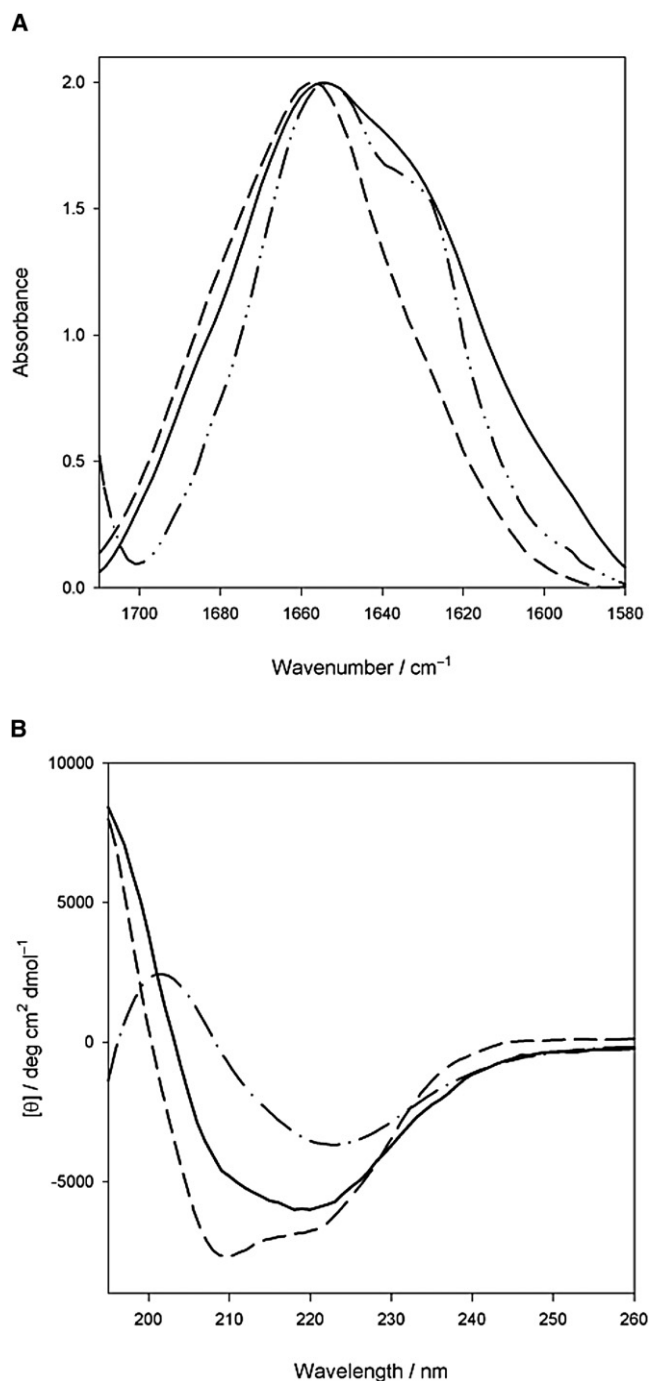 A
2.0
1.5
1.0
0.5
0.0
Absorbance
1700 1680 1660 1640 1620 1600 1580
Wavenumber / cm⁻¹
B
10000
5000
0
-5000
[θ] / deg cm² dmol⁻¹
200 210 220 230 240 250 260
Wavelength / nm